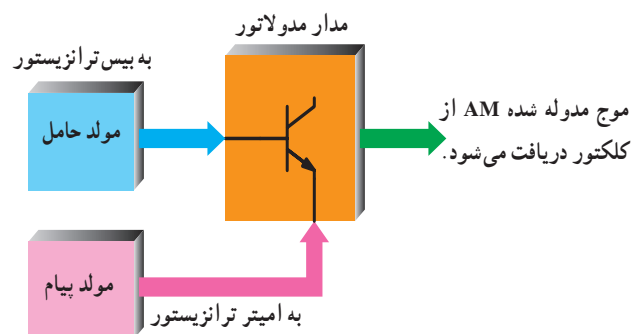 مدار مدولاتور
به بیس‌ترانزیستور
مولد حامل
موج مدوله شده AM از
کلکتور دریافت می‌شود.
مولد پیام
به امیتر ترانزیستور